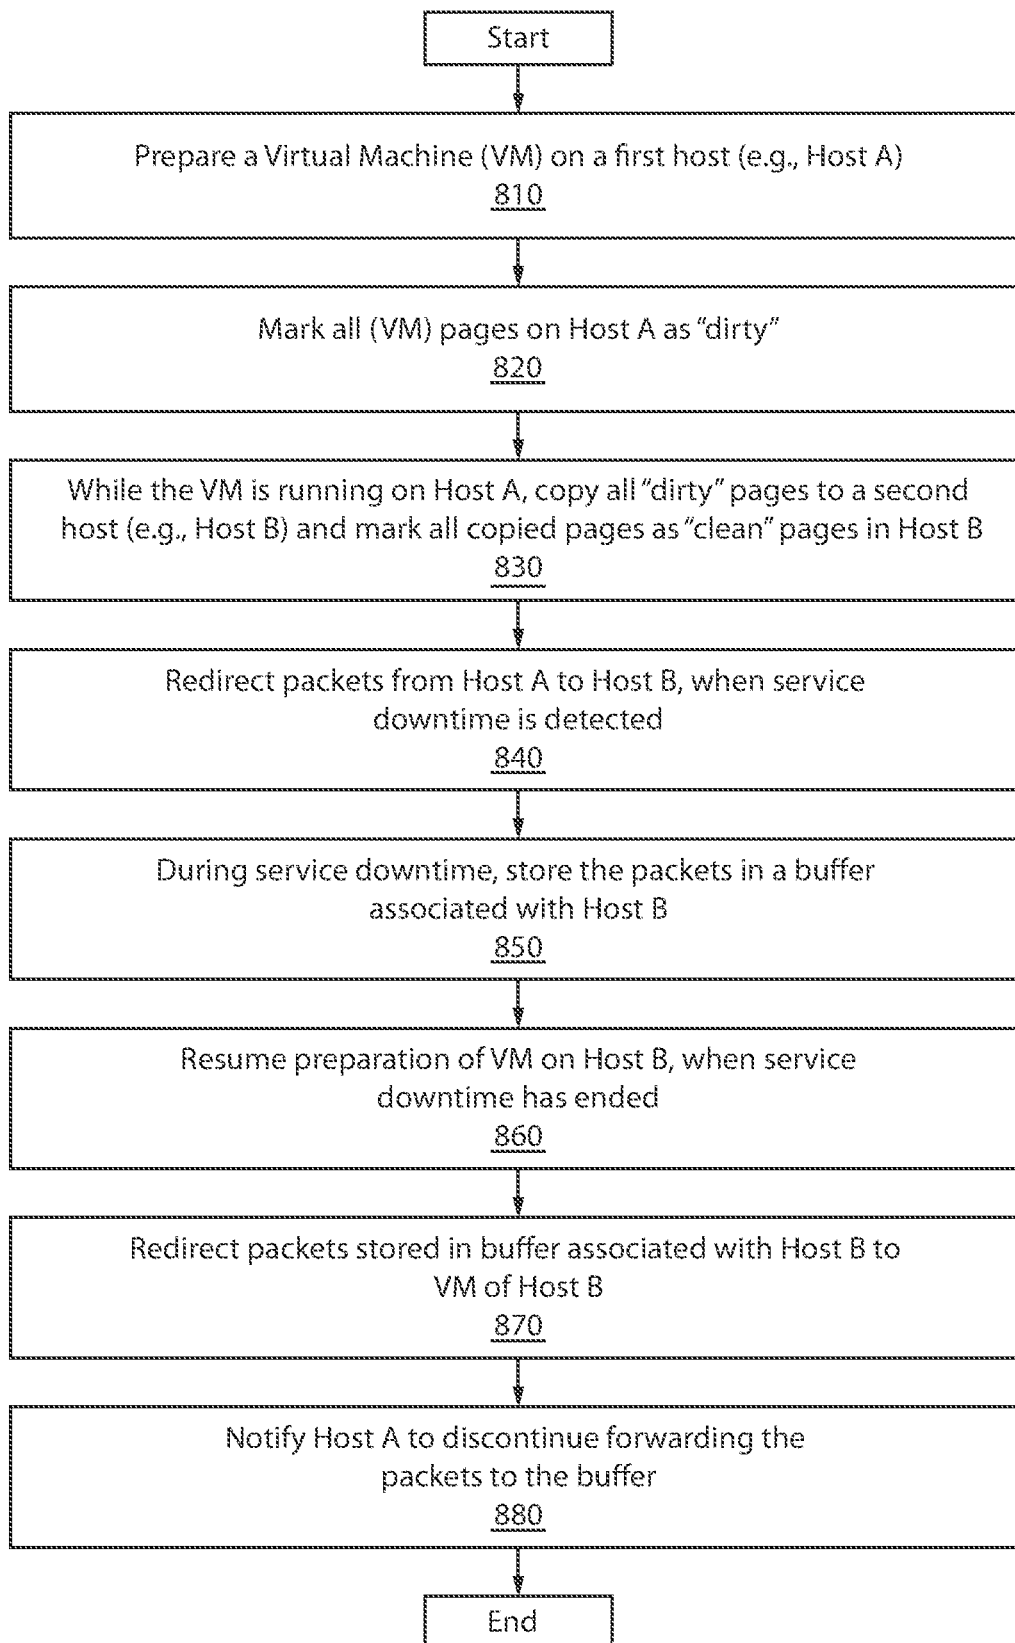 Start
Prepare a Virtual Machine (VM) on a first host (e.g., Host A)
810
Mark all (VM) pages on Host A as "dirty"
820
While the VM is running on Host A, copy all "dirty" pages to a second
host (e.g., Host B) and mark all copied pages as "clean" pages in Host B
830
Redirect packets from Host A to Host B, when service
downtime is detected
840
During service downtime, store the packets in a buffer
associated with Host B
850
Resume preparation of VM on Host B, when service
downtime has ended
860
Redirect packets stored in buffer associated with Host B to
VM of Host B
870
Notify Host A to discontinue forwarding the
packets to the buffer
880
End